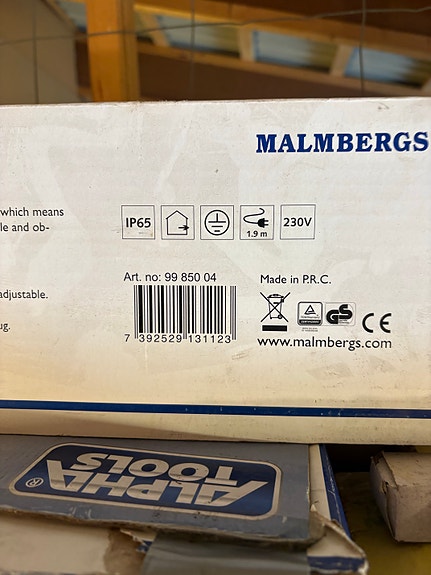 MALMBERGS
which means
le and ob-
IP65
1.9 m
230V
adjustable.
ug.
Art. no: 99 850 04
7 392529 131123
Made in P.R.C.
GS
CE
www.malmbergs.com
ALPHA
TOOLS
®